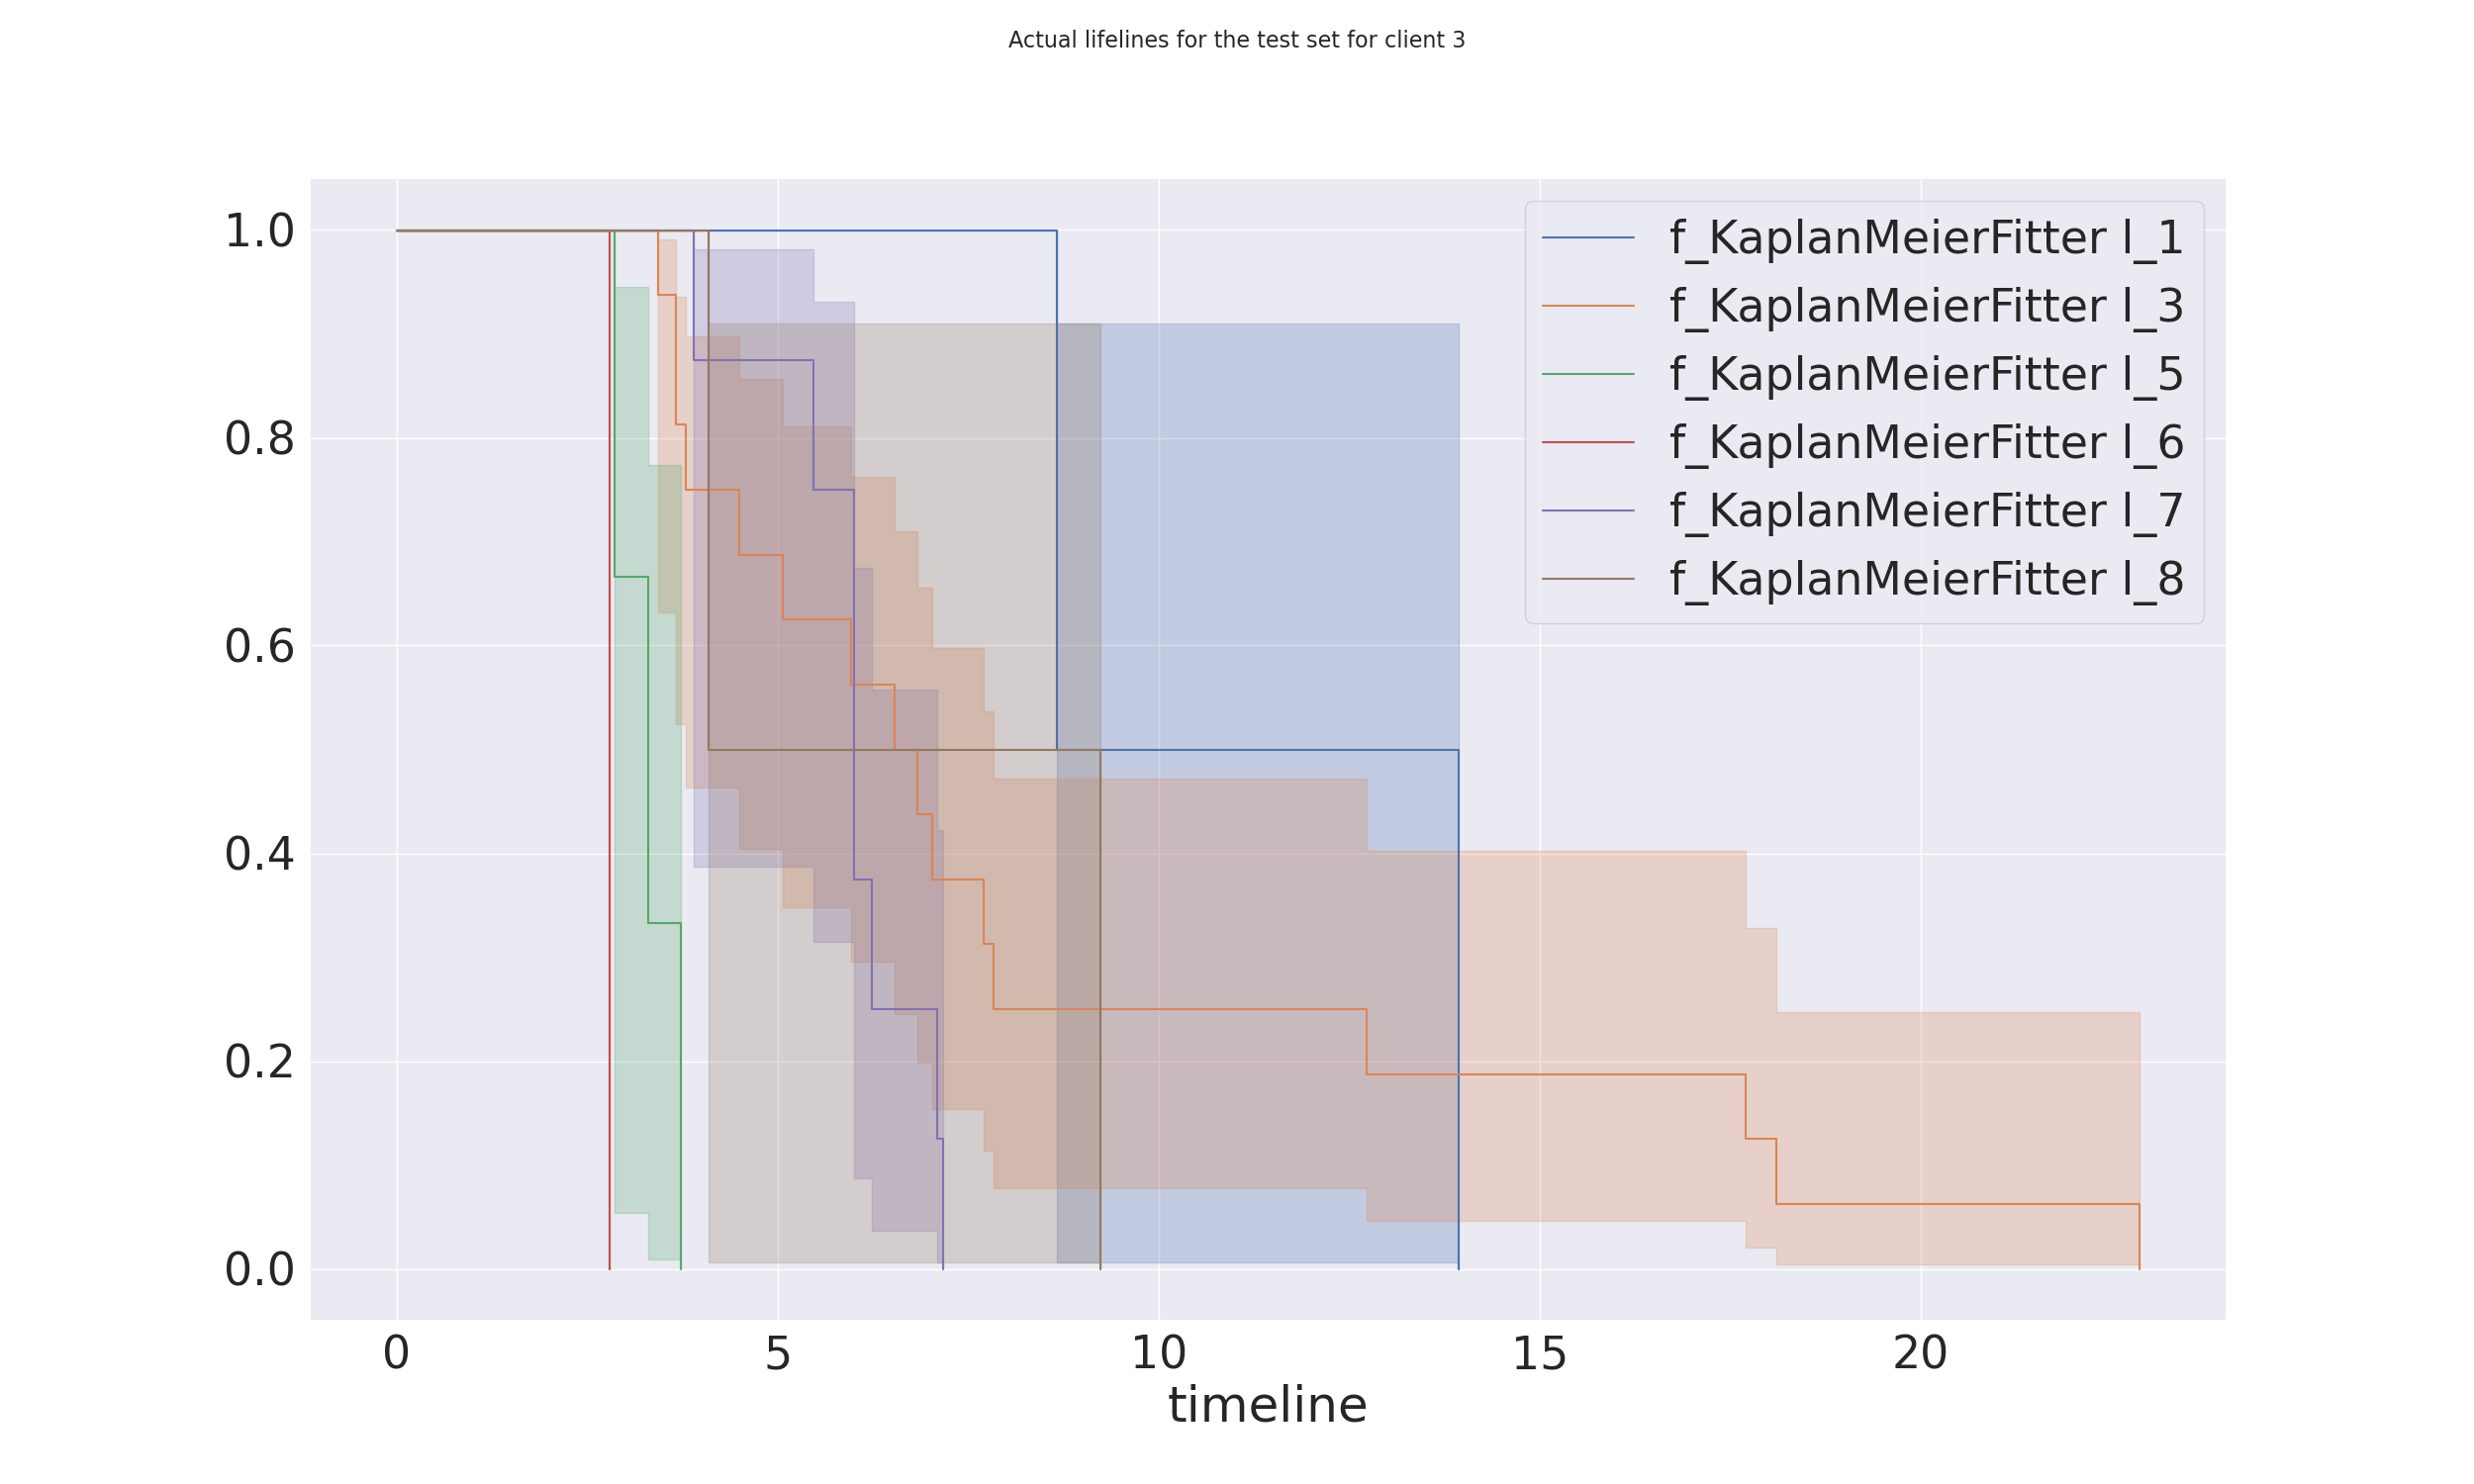 Actual lifelines for the test set for client 3
1.0
0.8
0.6
0.4
0.2
0.0
f_KaplanMeierFitter l_1
f_KaplanMeierFitter l_3
f_KaplanMeierFitter l_5
f_KaplanMeierFitter l_6
f_KaplanMeierFitter l_7
f_KaplanMeierFitter l_8
0 5 10 15 20
timeline